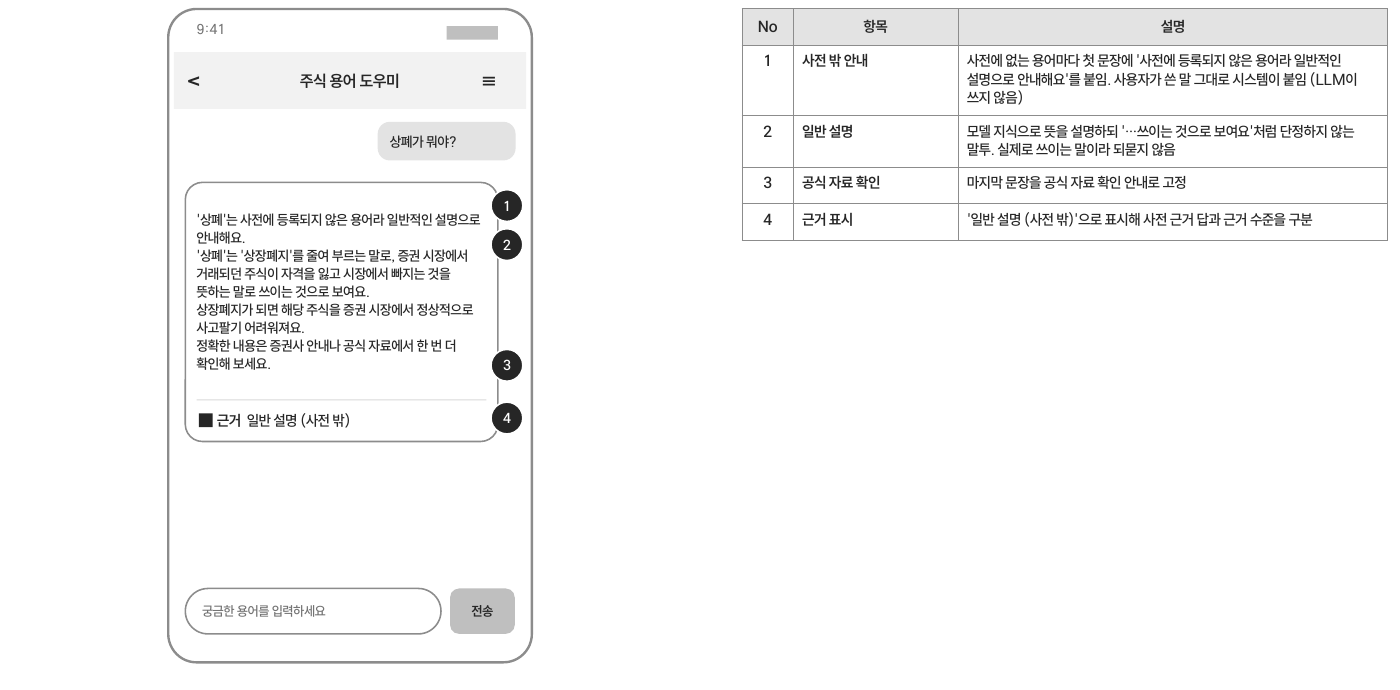 9:41
<
주식 용어 도우미
≡
상폐가 뭐야?
'상폐'는 사전에 등록되지 않은 용어라 일반적인 설명으로
안내해요.
'상폐'는 '상장폐지'를 줄여 부르는 말로, 증권 시장에서
거래되던 주식이 자격을 잃고 시장에서 빠지는 것을
뜻하는 말로 쓰이는 것으로 보여요.
상장폐지가 되면 해당 주식을 증권 시장에서 정상적으로
사고팔기 어려워져요.
정확한 내용은 증권사 안내나 공식 자료에서 한 번 더
확인해 보세요.
1
2
3
■ 근거 일반 설명 (사전 밖)
4
궁금한 용어를 입력하세요
전송
No 항목 설명
1 사전 밖 안내 사전에 없는 용어마다 첫 문장에 '사전에 등록되지 않은 용어라 일반적인
설명으로 안내해요'를 붙임. 사용자가 쓴 말 그대로 시스템이 붙임 (LLM이
쓰지 않음)
2 일반 설명 모델 지식으로 뜻을 설명하되 '…쓰이는 것으로 보여요'처럼 단정하지 않는
말투. 실제로 쓰이는 말이라 되묻지 않음
3 공식 자료 확인 마지막 문장을 공식 자료 확인 안내로 고정
4 근거 표시 '일반 설명 (사전 밖)'으로 표시해 사전 근거 답과 근거 수준을 구분